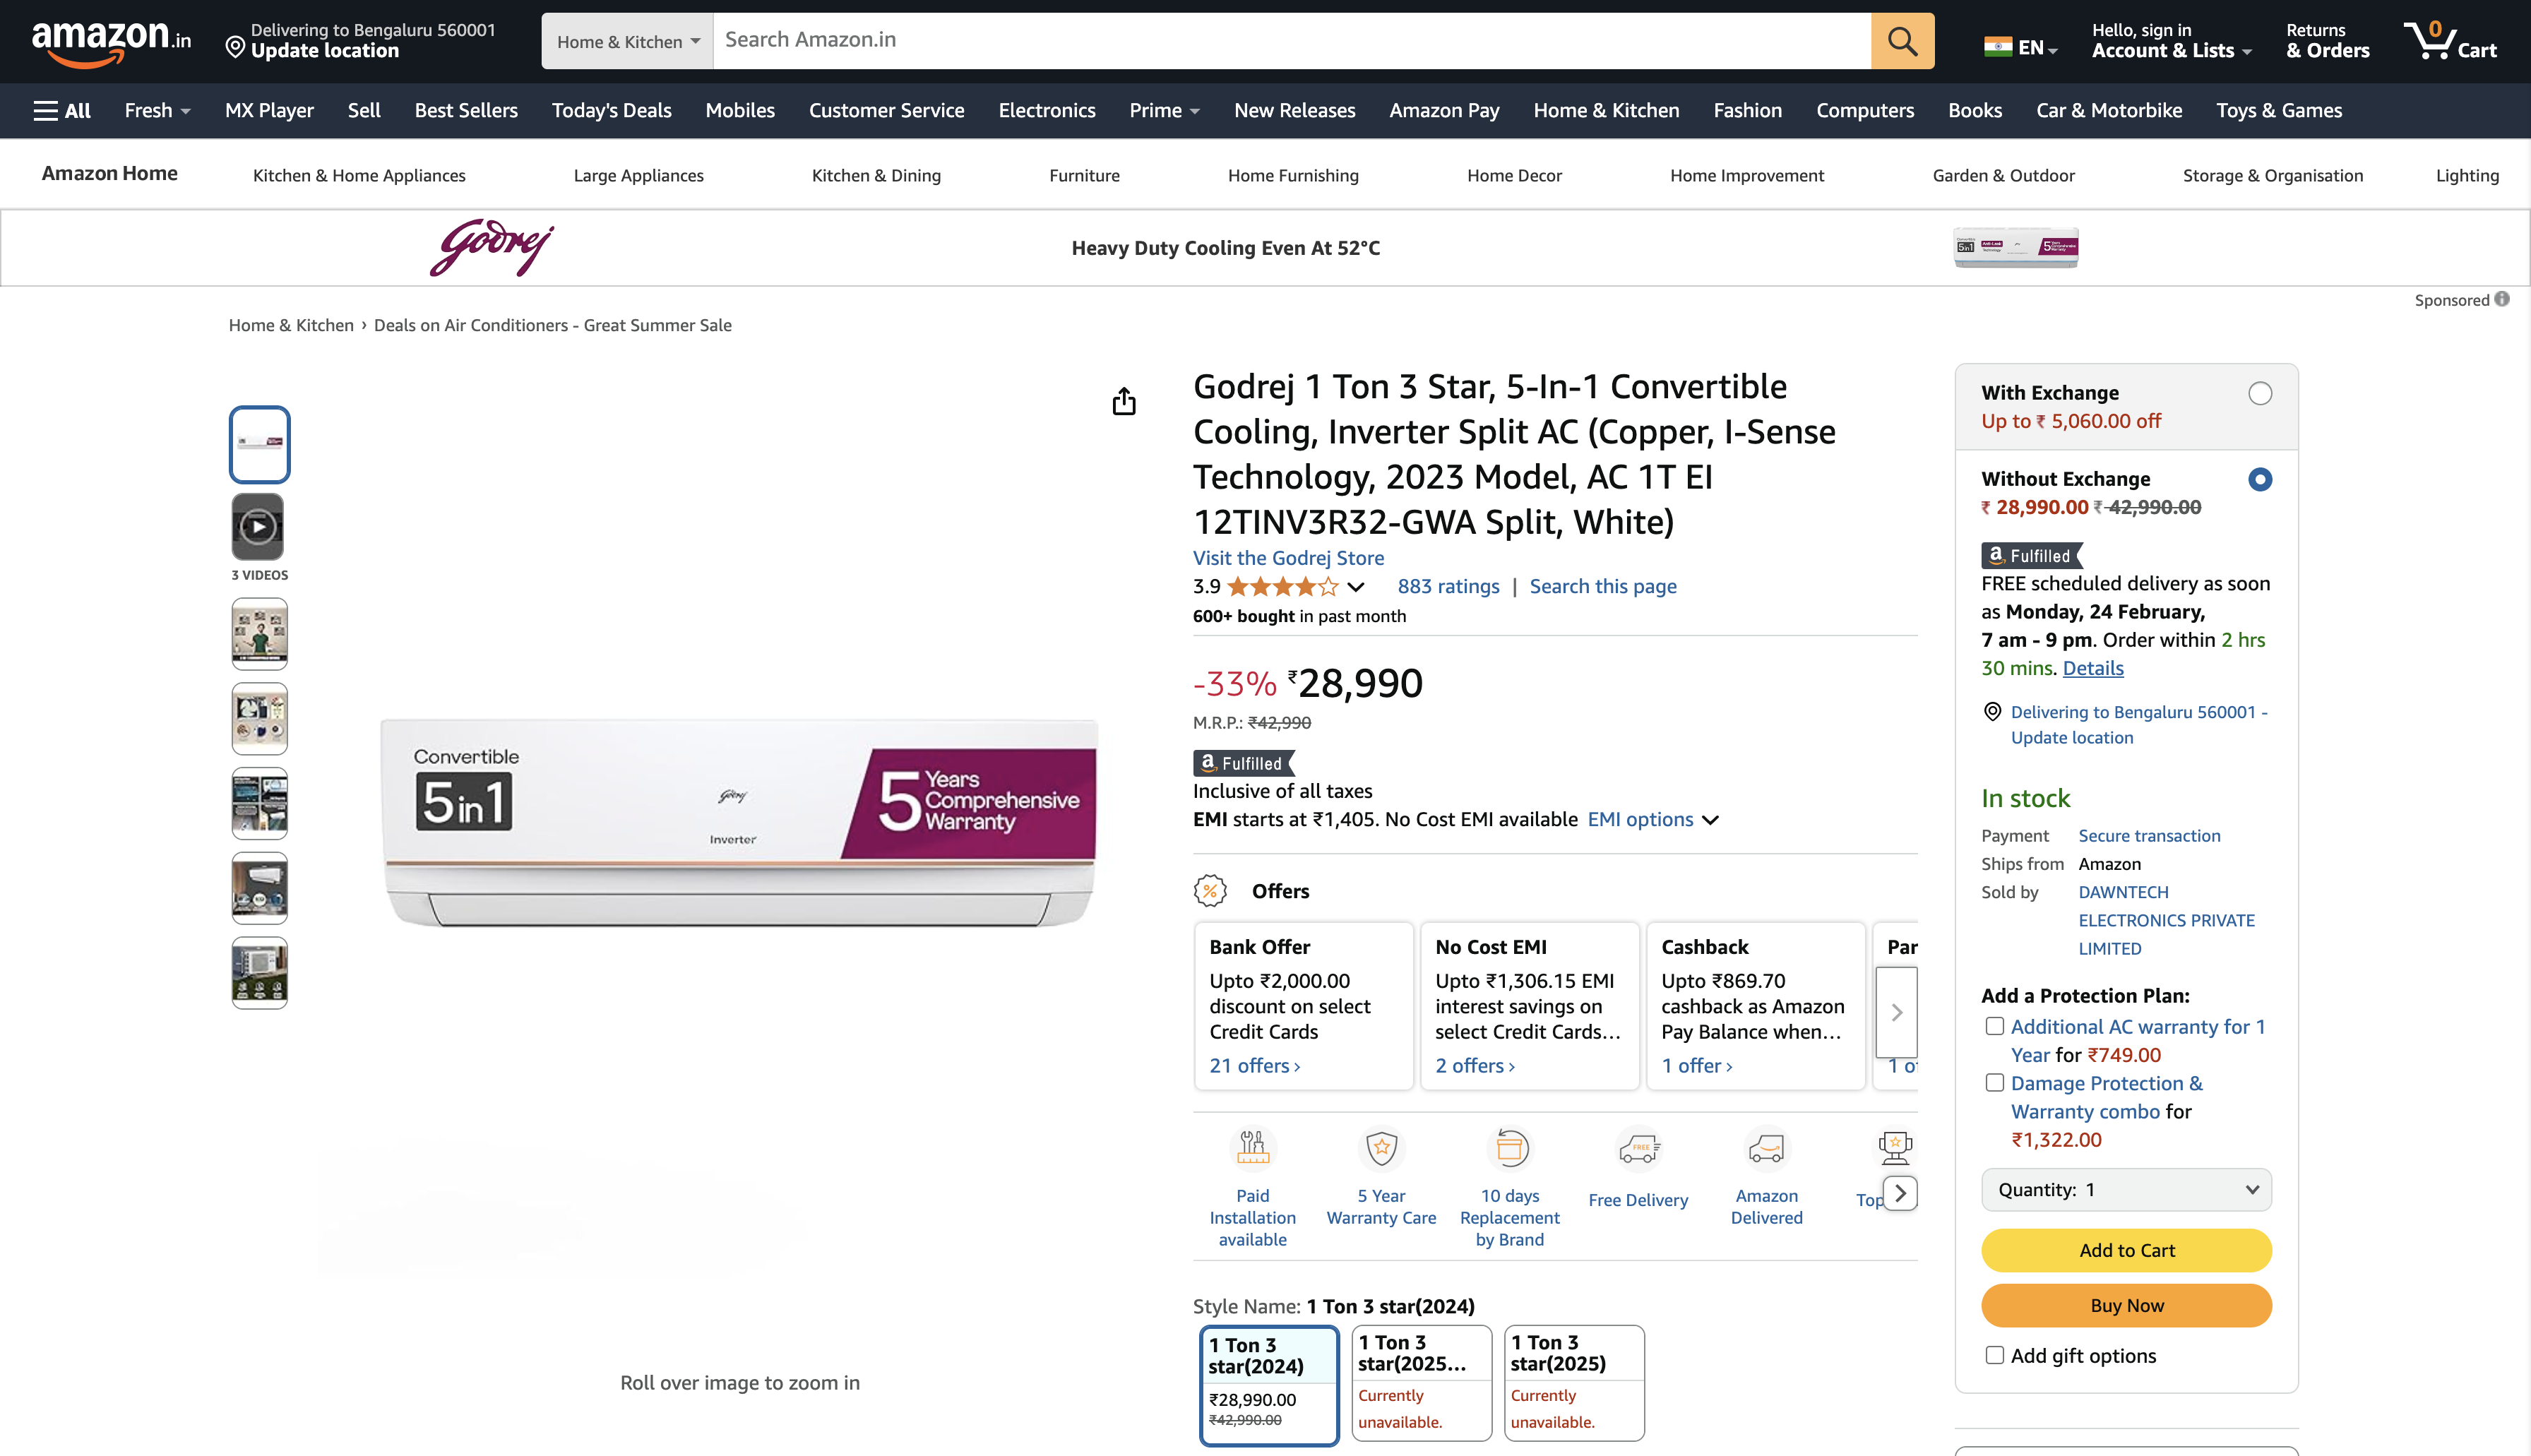 amazon.in
Delivering to Bengaluru 560001
Update location
Home & Kitchen
Search Amazon.in
EN
Hello, sign in
Account & Lists
Returns
& Orders
0
Cart
All
Fresh
MX Player
Sell
Best Sellers
Today's Deals
Mobiles
Customer Service
Electronics
Prime
New Releases
Amazon Pay
Home & Kitchen
Fashion
Computers
Books
Car & Motorbike
Toys & Games
Amazon Home
Kitchen & Home Appliances
Large Appliances
Kitchen & Dining
Furniture
Home Furnishing
Home Decor
Home Improvement
Garden & Outdoor
Storage & Organisation
Lighting
Godrej
Heavy Duty Cooling Even At 52°C
Sponsored
Home & Kitchen › Deals on Air Conditioners - Great Summer Sale
3 VIDEOS
Convertible
5in1
Godrej
Inverter
5 Years
Comprehensive
Warranty
Roll over image to zoom in
Godrej 1 Ton 3 Star, 5-In-1 Convertible
Cooling, Inverter Split AC (Copper, I-Sense
Technology, 2023 Model, AC 1T EI
12TINV3R32-GWA Split, White)
Visit the Godrej Store
3.9
883 ratings | Search this page
600+ bought in past month
-33% ₹28,990
M.R.P.: ₹42,990
a Fulfilled
Inclusive of all taxes
EMI starts at ₹1,405. No Cost EMI available EMI options
Offers
Bank Offer
Upto ₹2,000.00
discount on select
Credit Cards
21 offers ›
No Cost EMI
Upto ₹1,306.15 EMI
interest savings on
select Credit Cards…
2 offers ›
Cashback
Upto ₹869.70
cashback as Amazon
Pay Balance when…
1 offer ›
Par
1 of
Paid
Installation
available
5 Year
Warranty Care
10 days
Replacement
by Brand
FREE
Free Delivery
Amazon
Delivered
Top
Style Name: 1 Ton 3 star(2024)
1 Ton 3
star(2024)
₹28,990.00
₹42,990.00
1 Ton 3
star(2025…
Currently
unavailable.
1 Ton 3
star(2025)
Currently
unavailable.
With Exchange
Up to ₹ 5,060.00 off
Without Exchange
₹ 28,990.00 ₹ 42,990.00
a Fulfilled
FREE scheduled delivery as soon
as Monday, 24 February,
7 am - 9 pm. Order within 2 hrs
30 mins. Details
Delivering to Bengaluru 560001 -
Update location
In stock
Payment Secure transaction
Ships from Amazon
Sold by DAWNTECH
ELECTRONICS PRIVATE
LIMITED
Add a Protection Plan:
Additional AC warranty for 1
Year for ₹749.00
Damage Protection &
Warranty combo for
₹1,322.00
Quantity: 1
Add to Cart
Buy Now
Add gift options